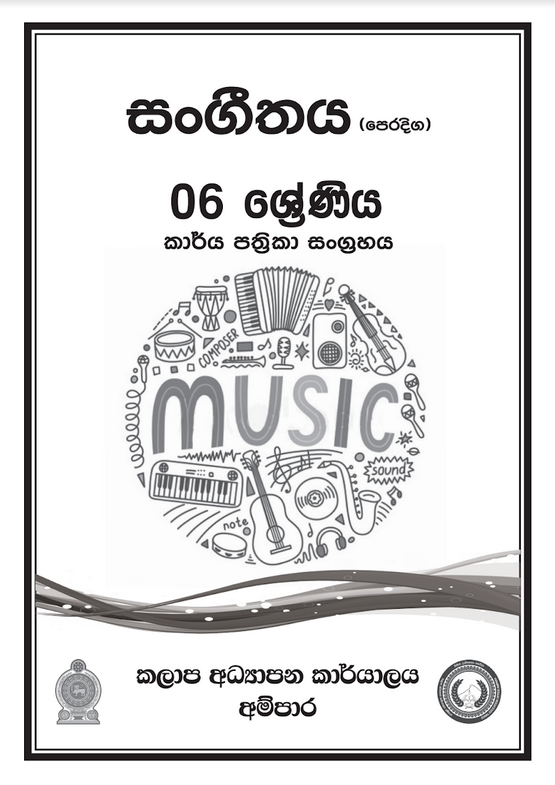 සංගීතය (පෙරදිග)
06 ශ්‍රේණිය
කාර්ය පත්‍රිකා සංග්‍රහය
COMPOSER
MUSIC
sound
note
කලාප අධ්‍යාපන කාර්යාලය
අම්පාර